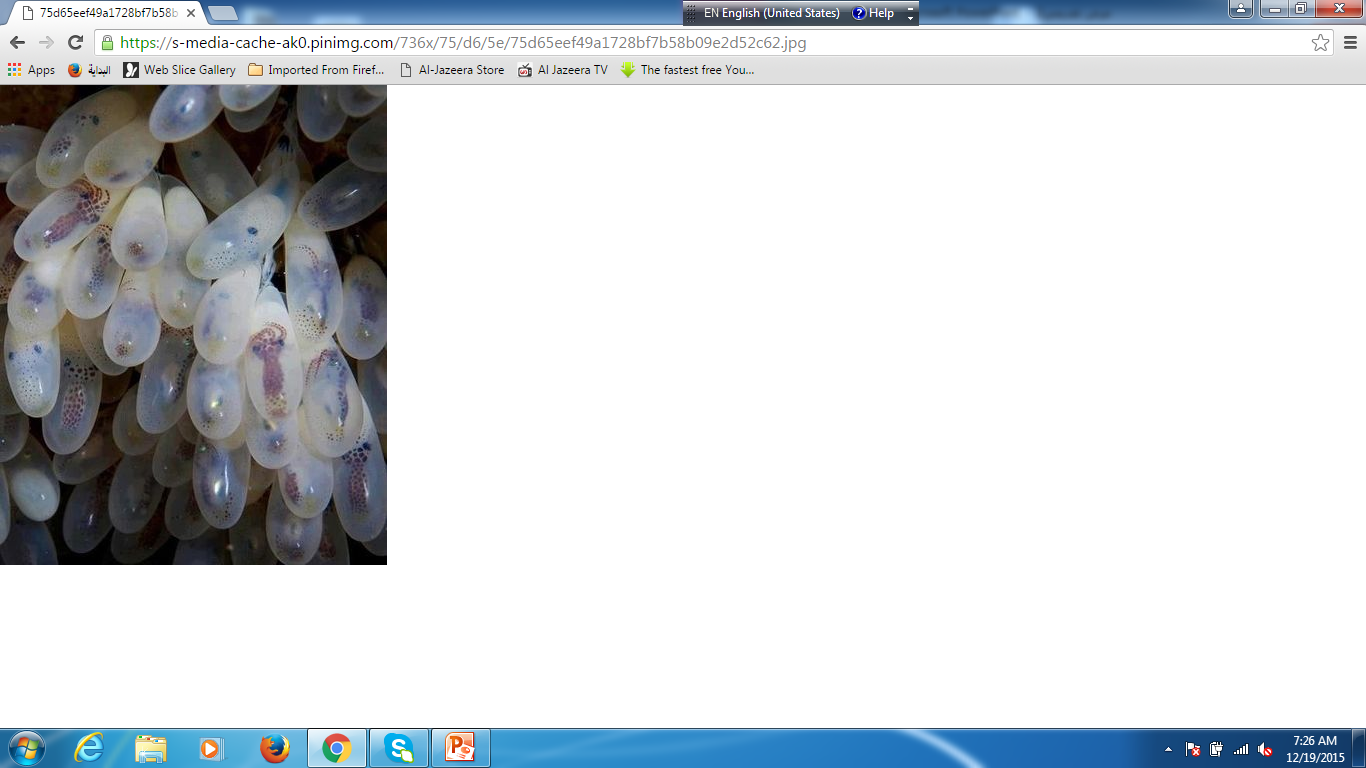 75d65eef49a1728bf7b58b
EN English (United States) Help
https://s-media-cache-ak0.pinimg.com/736x/75/d6/5e/75d65eef49a1728bf7b58b09e2d52c62.jpg
Apps البداية Web Slice Gallery Imported From Firef... Al-Jazeera Store Al Jazeera TV The fastest free You...
7:26 AM
12/19/2015